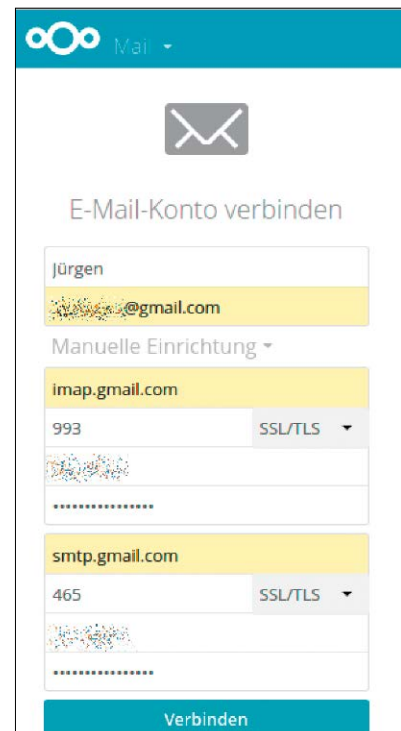 Mail
E-Mail-Konto verbinden
Jürgen
@gmail.com
Manuelle Einrichtung
imap.gmail.com
993 SSL/TLS
••••••••••••••••
smtp.gmail.com
465 SSL/TLS
••••••••••••••••
Verbinden